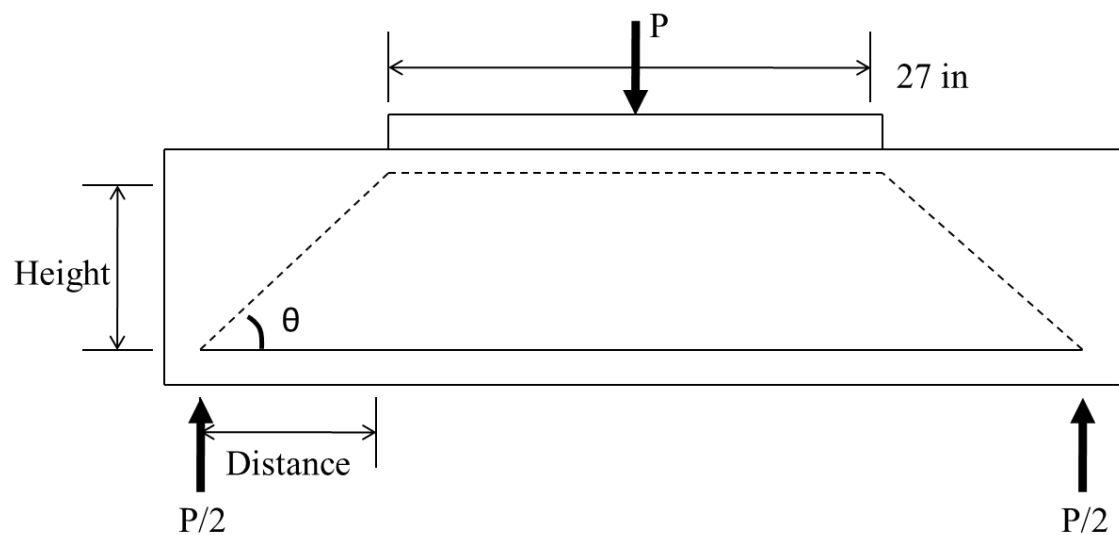 P
27 in
Height
θ
Distance
P/2
P/2